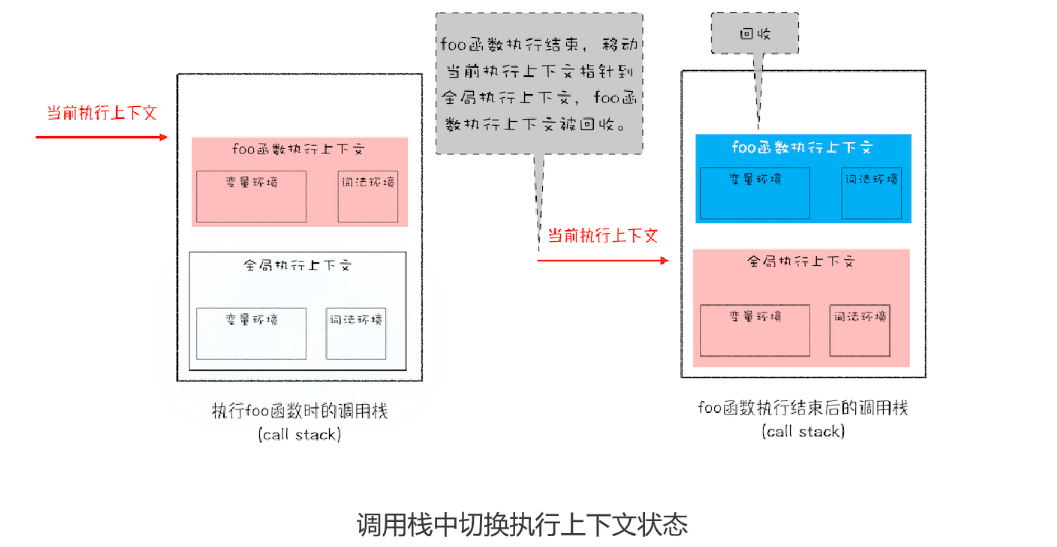 当前执行上下文
foo函数执行上下文
变量环境
词法环境
全局执行上下文
变量环境
词法环境
执行foo函数时的调用栈
(call stack)
foo函数执行结束，移动
当前执行上下文指针到
全局执行上下文，foo函
数执行上下文被回收。
当前执行上下文
回收
foo函数执行上下文
变量环境
词法环境
全局执行上下文
变量环境
词法环境
foo函数执行结束后的调用栈
(call stack)
调用栈中切换执行上下文状态